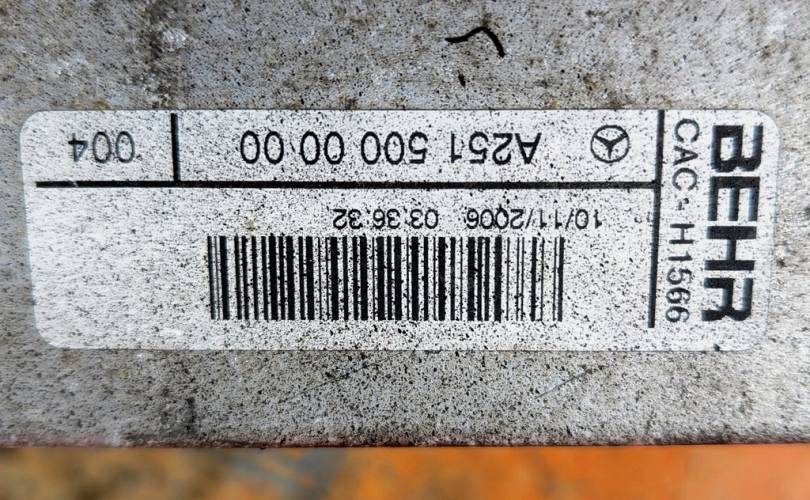 BEHR
CAC - H1566
A251 500 00 00
004
10/11/2006 03:36:32